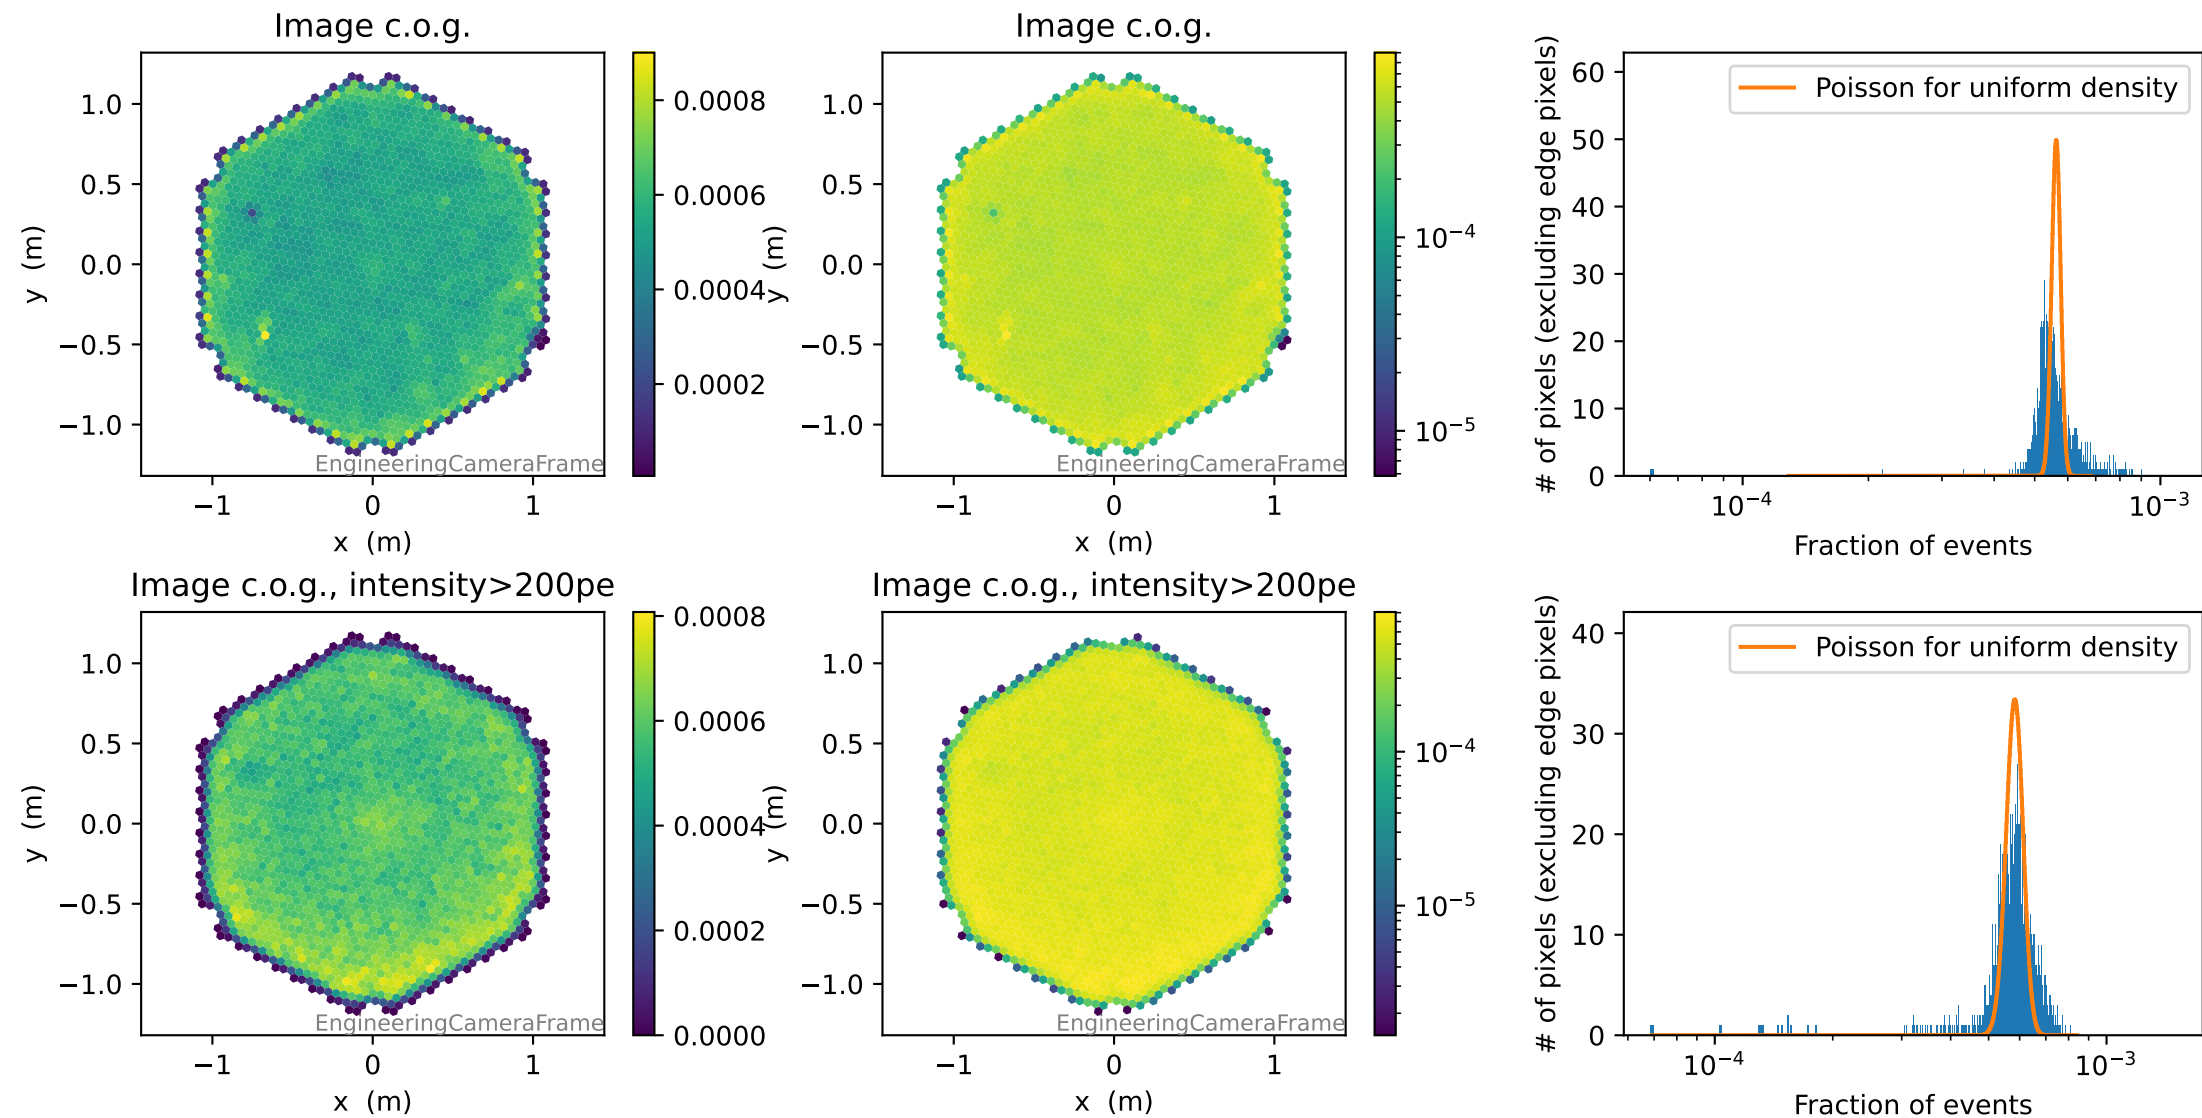 Image c.o.g.
y (m)
1.0
0.5
0.0
−0.5
−1.0
−1
0
1
x (m)
EngineeringCameraFrame
0.0008
0.0006
0.0004
0.0002
Image c.o.g.
y (m)
1.0
0.5
0.0
−0.5
−1.0
−1
0
1
x (m)
EngineeringCameraFrame
10⁻⁴
10⁻⁵
# of pixels (excluding edge pixels)
60
50
40
30
20
10
0
Poisson for uniform density
10⁻⁴
10⁻³
Fraction of events
Image c.o.g., intensity>200pe
y (m)
1.0
0.5
0.0
−0.5
−1.0
−1
0
1
x (m)
EngineeringCameraFrame
0.0008
0.0006
0.0004
0.0002
0.0000
Image c.o.g., intensity>200pe
y (m)
1.0
0.5
0.0
−0.5
−1.0
−1
0
1
x (m)
EngineeringCameraFrame
10⁻⁴
10⁻⁵
# of pixels (excluding edge pixels)
40
30
20
10
0
Poisson for uniform density
10⁻⁴
10⁻³
Fraction of events